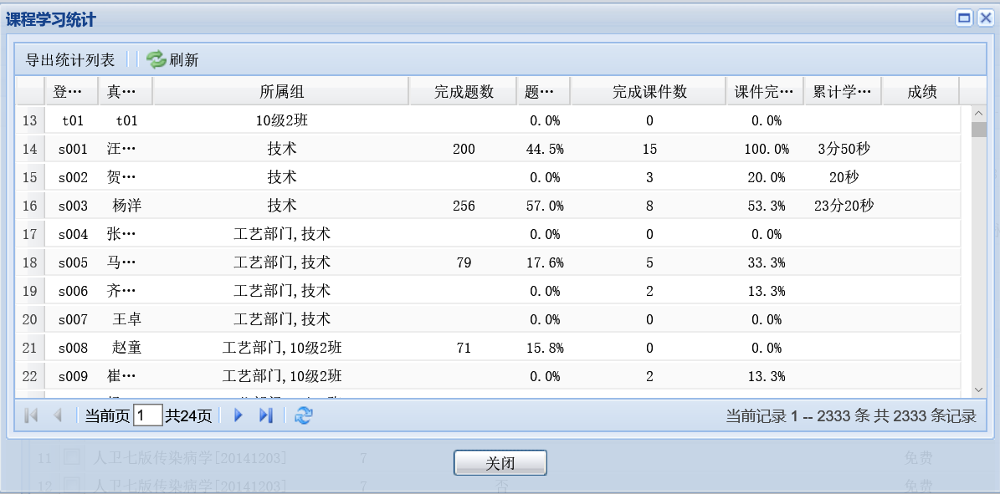 课程学习统计
导出统计列表 刷新
登… 真… 所属组 完成题数 题… 完成课件数 课件完… 累计学… 成绩
13 t01 t01 10级2班 0.0% 0 0.0%
14 s001 汪… 技术 200 44.5% 15 100.0% 3分50秒
15 s002 贺… 技术 0.0% 3 20.0% 20秒
16 s003 杨洋 技术 256 57.0% 8 53.3% 23分20秒
17 s004 张… 工艺部门,技术 0.0% 0 0.0%
18 s005 马… 工艺部门,技术 79 17.6% 5 33.3%
19 s006 齐… 工艺部门,技术 0.0% 2 13.3%
20 s007 王卓 工艺部门,技术 0.0% 0 0.0%
21 s008 赵童 工艺部门,10级2班 71 15.8% 0 0.0%
22 s009 崔… 工艺部门,10级2班 0.0% 2 13.3%
当前页 1 共24页 当前记录 1 -- 2333 条 共 2333 条记录
11 人卫七版传染病学[20141203] 7 免费
关闭
12 人卫七版传染病学[20141203] 7 否 免费